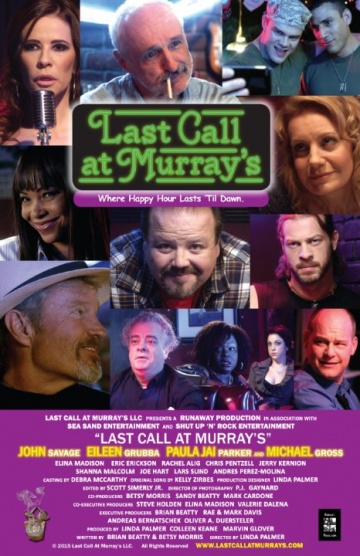 Last Call
at Murray's
Where Happy Hour Lasts 'Til Dawn.
LAST CALL AT MURRAY'S LLC PRESENTS A RUNAWAY PRODUCTION IN ASSOCIATION WITH
SEA SAND ENTERTAINMENT AND SHUT UP 'N' ROCK ENTERTAINMENT
"LAST CALL AT MURRAY'S"
JOHN SAVAGE EILEEN GRUBBA PAULA JAI PARKER AND MICHAEL GROSS
ELINA MADISON ERIC ERICKSON RACHEL ALIG CHRIS PENTZELL JERRY KERNION
SHANNA MALCOLM JOE HART LARS SLIND ANDRES PEREZ-MOLINA
CASTING BY DEBRA MCCARTHY ORIGINAL SONG BY KELLY ZIRBES PRODUCTION DESIGNER LINDA PALMER
EDITED BY SCOTT SIMERLY JR. DIRECTOR OF PHOTOGRAPHY P.J. GAYNARD
CO-PRODUCERS BETSY MORRIS SANDY BEATTY MARK CARDONE
CO-EXECUTIVE PRODUCERS STEVE HOLDEN ELINA MADISON VALERIE DALENA
EXECUTIVE PRODUCERS BRIAN BEATTY RAE & MARK DAVIS
ANDREAS BERNATSCHEK OLIVER A. DUERSTELER
PRODUCED BY LINDA PALMER COLLEEN KEANE MARVIN GLOVER
WRITTEN BY BRIAN BEATTY & BETSY MORRIS DIRECTED BY LINDA PALMER
© 2015 Last Call At Murray's LLC. All Rights Reserved WWW.LASTCALLATMURRAYS.COM